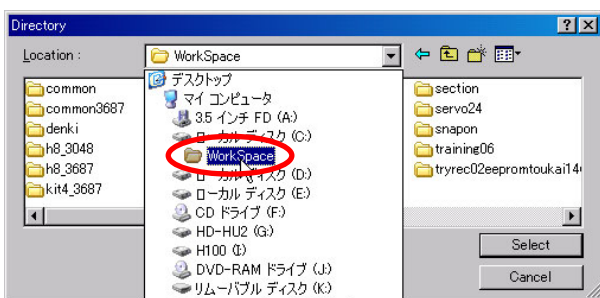 Directory
Location :
WorkSpace
common
common3687
denki
h8_3048
h8_3687
kit4_3687
デスクトップ
マイ コンピュータ
3.5 インチ FD (A:)
ローカル ディスク (C:)
WorkSpace
ローカル ディスク (D:)
ローカル ディスク (E:)
CD ドライブ (F:)
HD-HU2 (G:)
H100 (I:)
DVD-RAM ドライブ (J:)
リムーバブル ディスク (K:)
section
servo24
snapon
training06
tryrec02eepromtoukai14
Select
Cancel